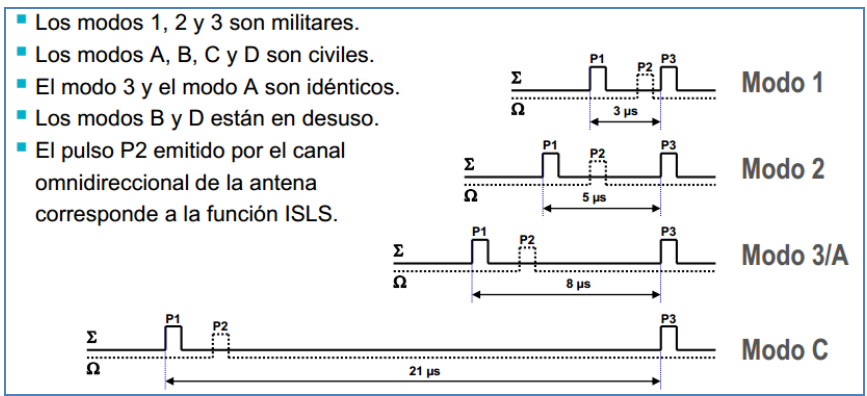 Los modos 1, 2 y 3 son militares.
Los modos A, B, C y D son civiles.
El modo 3 y el modo A son idénticos.
Los modos B y D están en desuso.
El pulso P2 emitido por el canal
omnidireccional de la antena
corresponde a la función ISLS.
P1 P2 P3
Σ
Ω
3 µs
Modo 1
P1 P2 P3
Σ
Ω
5 µs
Modo 2
P1 P2 P3
Σ
Ω
8 µs
Modo 3/A
P1 P2 P3
Σ
Ω
21 µs
Modo C